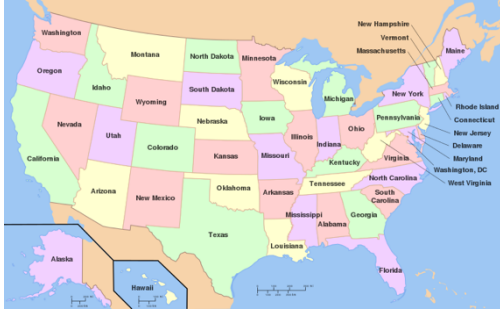 New Hampshire
Vermont
Massachusetts
Washington
Maine
Montana
North Dakota
Minnesota
Oregon
Idaho
Wisconsin
South Dakota
New York
Michigan
Wyoming
Rhode Island
Connecticut
Pennsylvania
Iowa
Nebraska
New Jersey
Nevada
Ohio
Utah
Illinois
Indiana
Delaware
Colorado
California
Kansas
Missouri
Kentucky
Virginia
Maryland
Washington, DC
West Virginia
North Carolina
Tennessee
Arizona
Oklahoma
Arkansas
New Mexico
South
Carolina
Mississippi
Alabama
Georgia
Texas
Louisiana
Alaska
Florida
Hawaii